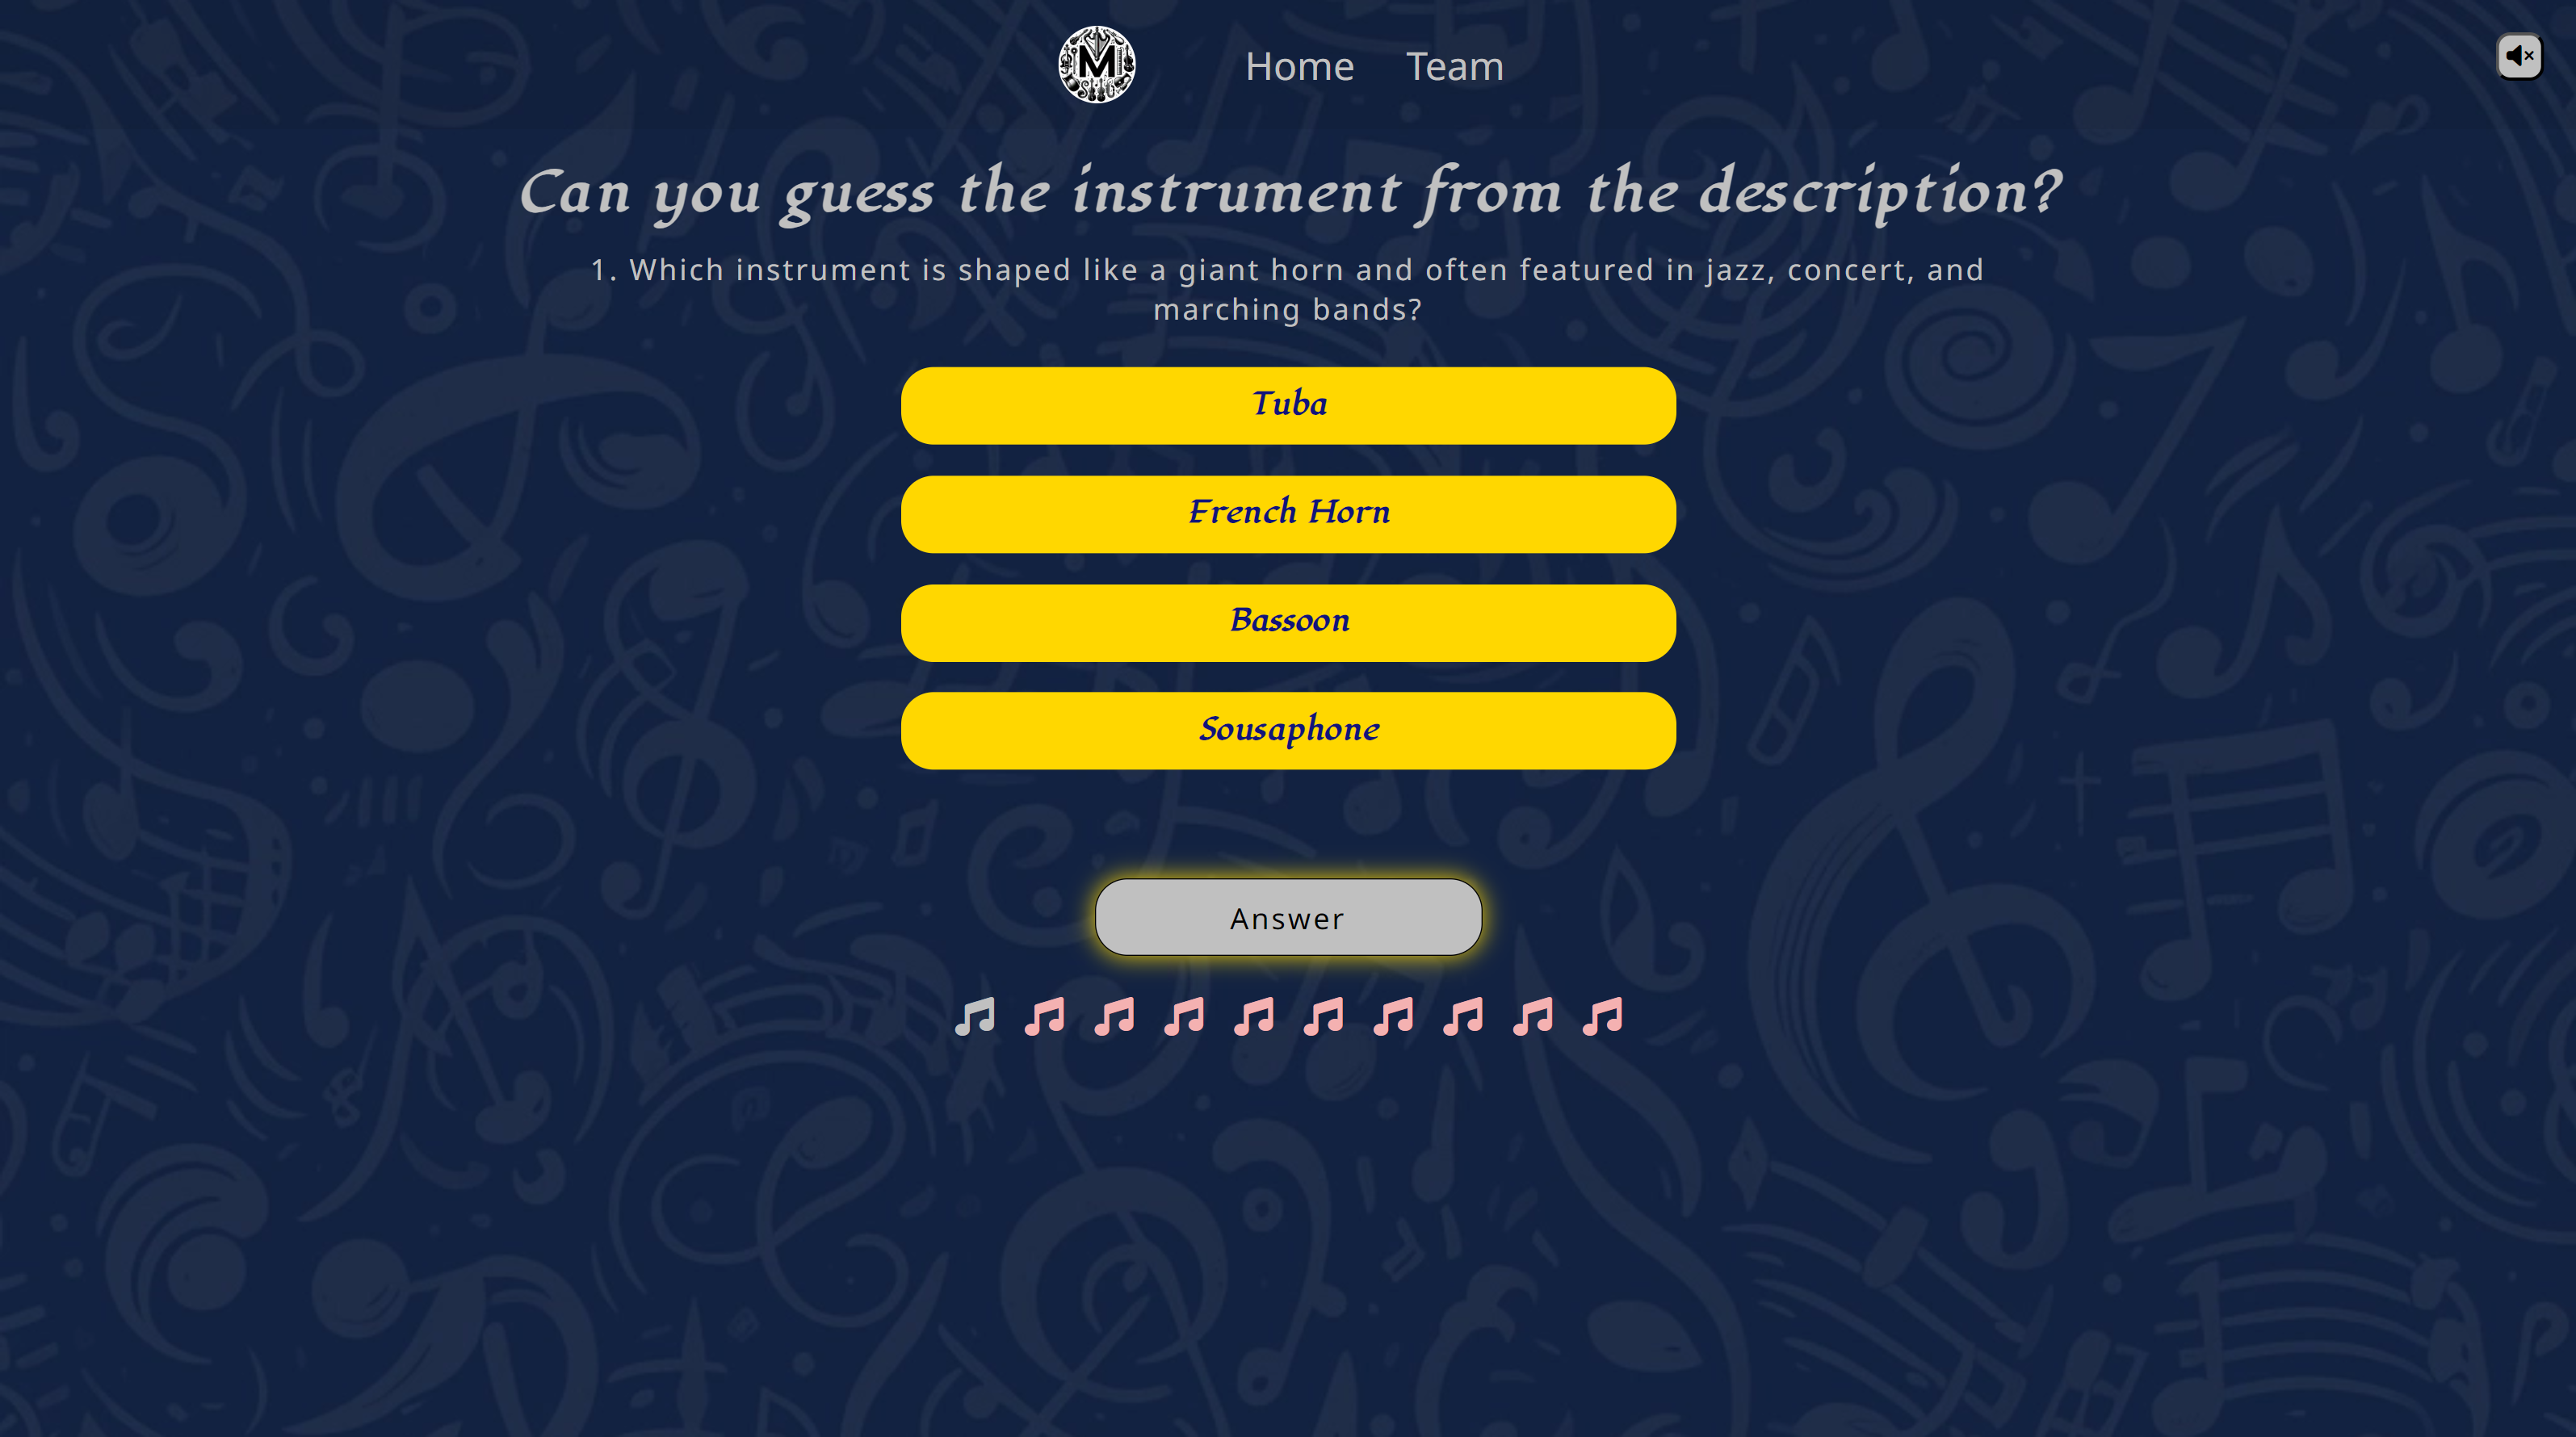 M
Home
Team
Can you guess the instrument from the description?
1. Which instrument is shaped like a giant horn and often featured in jazz, concert, and
marching bands?
Tuba
French Horn
Bassoon
Sousaphone
Answer